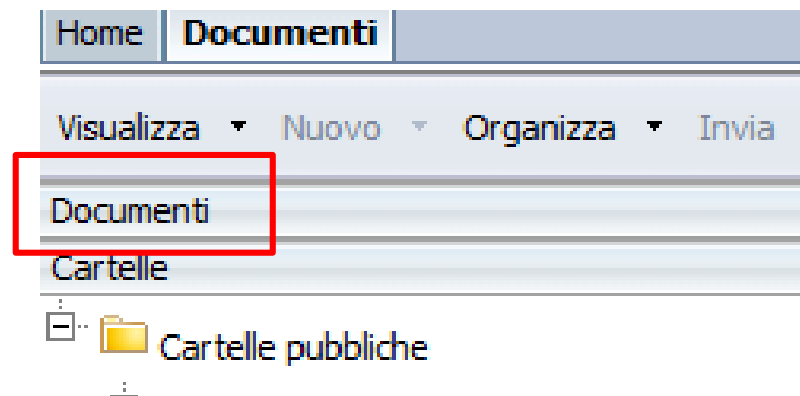 Home Documenti
Visualizza Nuovo Organizza Invia
Documenti
Cartelle
Cartelle pubbliche